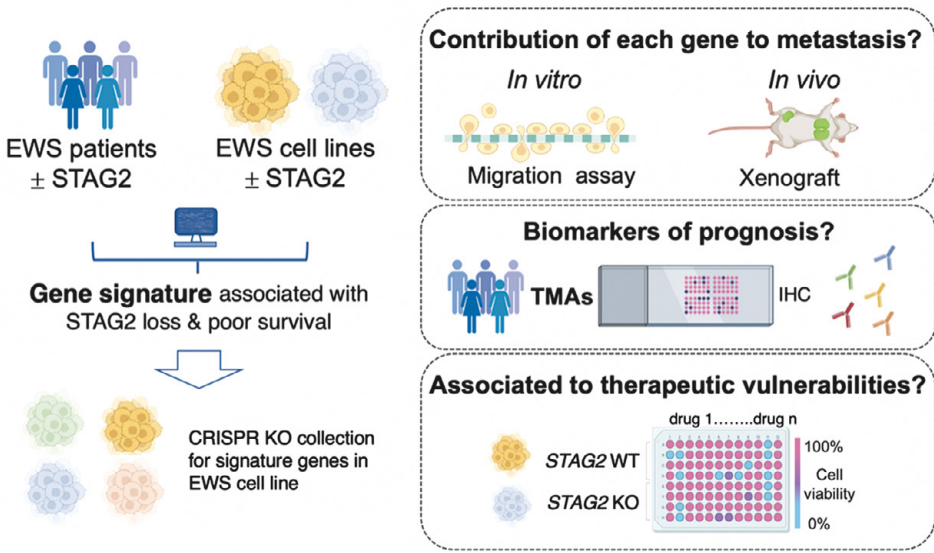 EWS patients
± STAG2
EWS cell lines
± STAG2
Gene signature associated with
STAG2 loss & poor survival
CRISPR KO collection
for signature genes in
EWS cell line
Contribution of each gene to metastasis?
In vitro
In vivo
Migration assay
Xenograft
Biomarkers of prognosis?
TMAs
IHC
Associated to therapeutic vulnerabilities?
drug 1........drug n
STAG2 WT
STAG2 KO
100%
Cell
viability
0%